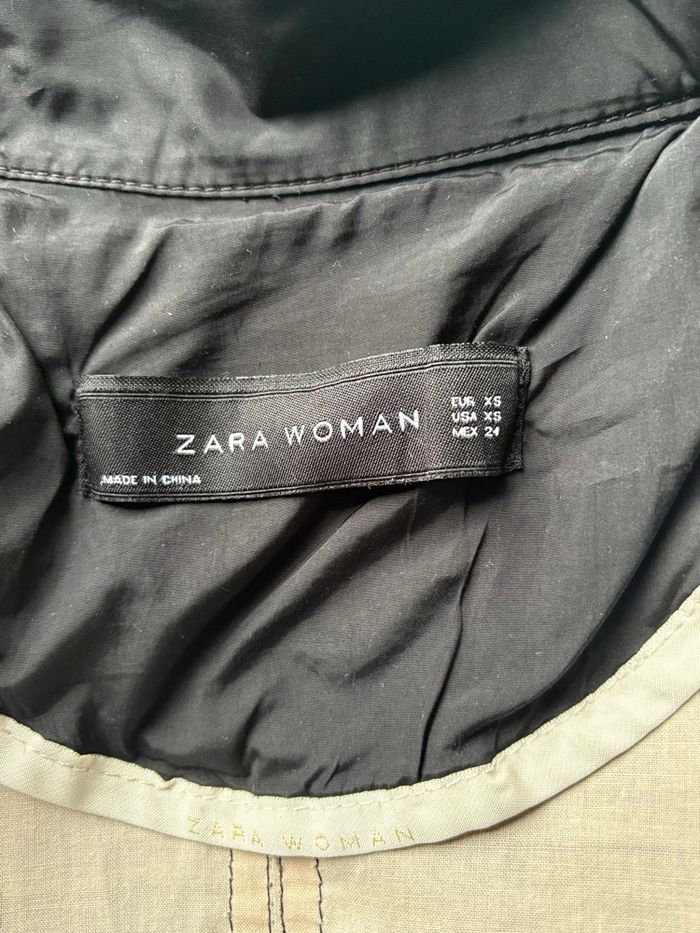 ZARA WOMAN
EUR XS
USA XS
MEX 24
MADE IN CHINA
ZARA WOMAN